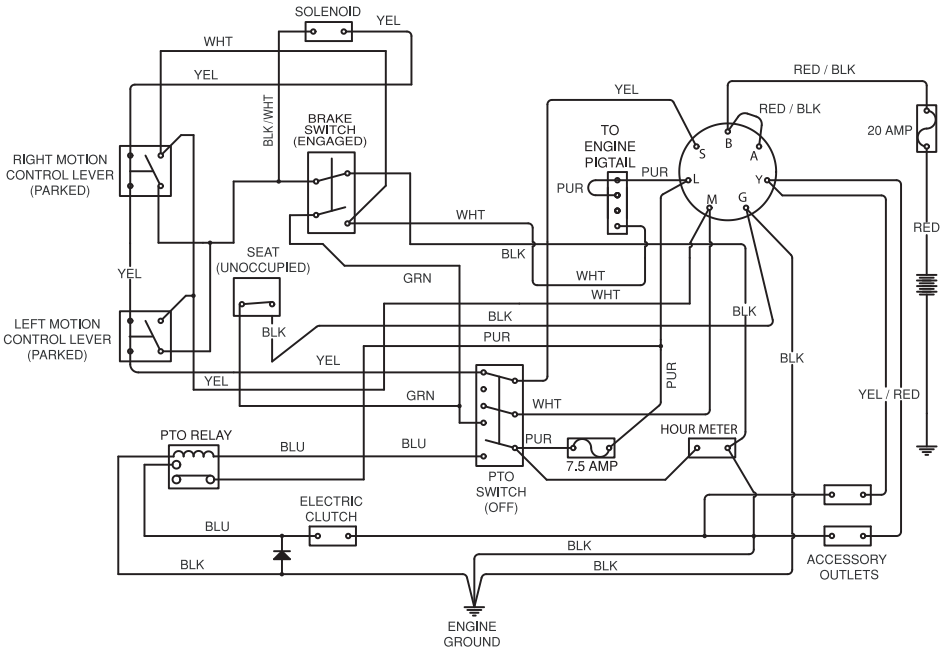 SOLENOID
YEL
WHT
YEL
RED / BLK
BLK / WHT
YEL
RED / BLK
BRAKE
SWITCH
(ENGAGED)
TO
ENGINE
PIGTAIL
20 AMP
B
S
A
RIGHT MOTION
CONTROL LEVER
(PARKED)
PUR
PUR
L
Y
M
G
WHT
RED
BLK
SEAT
(UNOCCUPIED)
YEL
GRN
WHT
WHT
BLK
BLK
BLK
LEFT MOTION
CONTROL LEVER
(PARKED)
PUR
YEL
BLK
YEL
PUR
GRN
WHT
YEL / RED
PTO RELAY
BLU
BLU
PUR
HOUR METER
7.5 AMP
PTO
SWITCH
(OFF)
ELECTRIC
CLUTCH
BLU
BLK
BLK
BLK
ACCESSORY
OUTLETS
ENGINE
GROUND